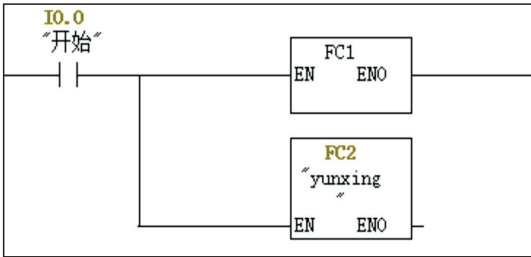 I0.0
"开始"
FC1
EN ENO
FC2
"yunxing
"
EN ENO